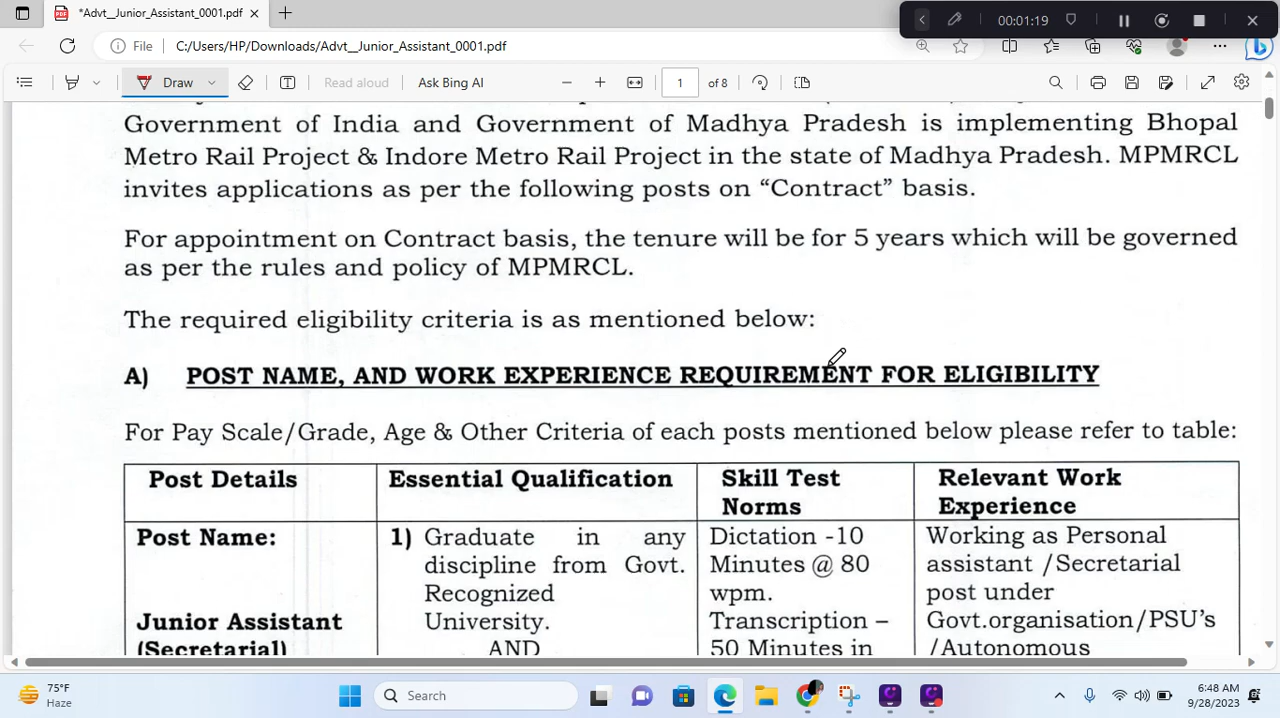 *Advt_Junior_Assistant_0001.pdf
00:01:19
File C:/Users/HP/Downloads/Advt__Junior_Assistant_0001.pdf
Draw Read aloud Ask Bing AI 1 of 8
Government of India and Government of Madhya Pradesh is implementing Bhopal
Metro Rail Project & Indore Metro Rail Project in the state of Madhya Pradesh. MPMRCL
invites applications as per the following posts on “Contract” basis.
For appointment on Contract basis, the tenure will be for 5 years which will be governed
as per the rules and policy of MPMRCL.
The required eligibility criteria is as mentioned below:
A) POST NAME, AND WORK EXPERIENCE REQUIREMENT FOR ELIGIBILITY
For Pay Scale/Grade, Age & Other Criteria of each posts mentioned below please refer to table:
Post Details
Essential Qualification
Skill Test
Norms
Relevant Work
Experience
Post Name:
Junior Assistant
(Secretarial)
1) Graduate in any
discipline from Govt.
Recognized
University.
AND
Dictation -10
Minutes @ 80
wpm.
Transcription –
50 Minutes in
Working as Personal
assistant /Secretarial
post under
Govt.organisation/PSU’s
/Autonomous
75°F
Haze
Search
6:48 AM
9/28/2023